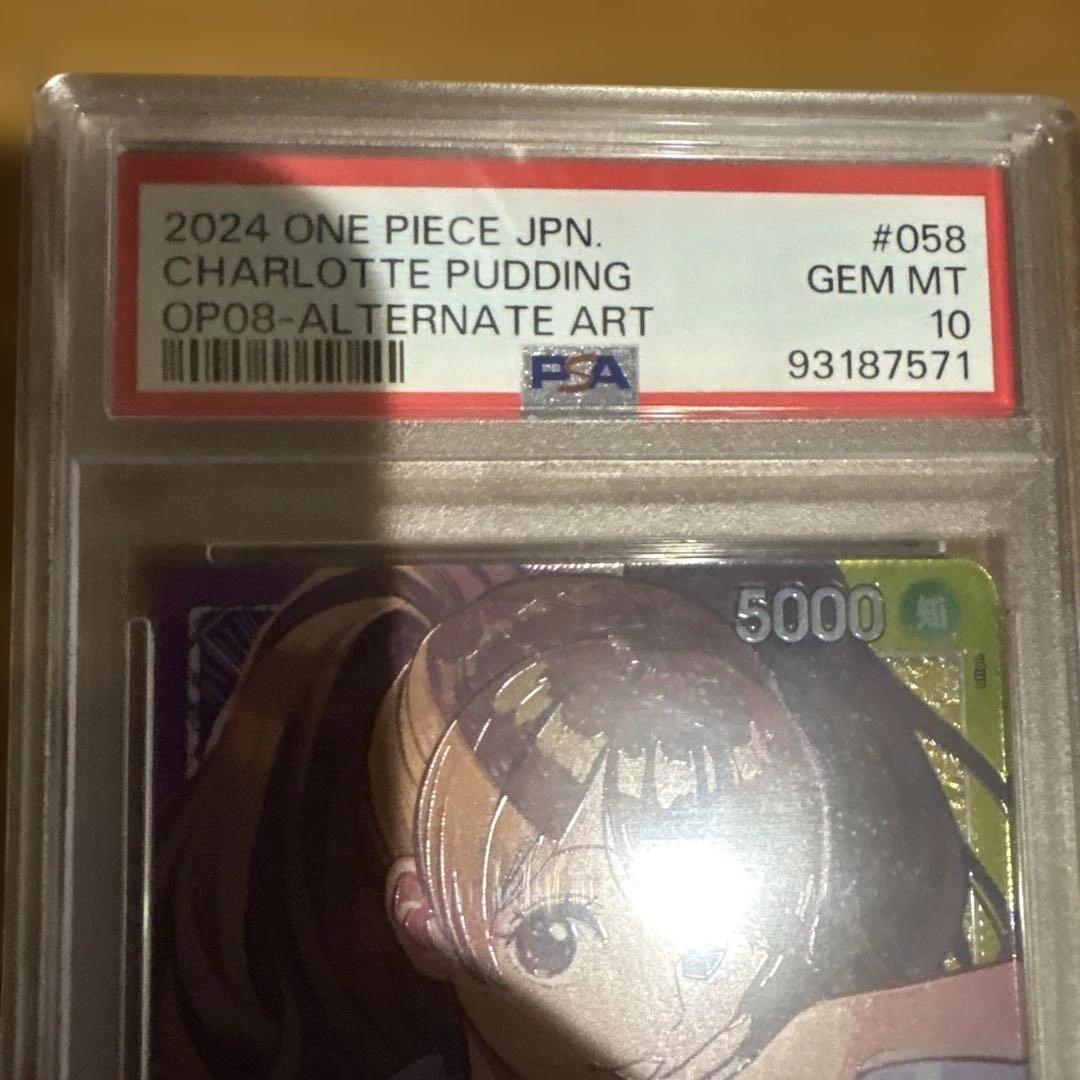 2024 ONE PIECE JPN.
#058
CHARLOTTE PUDDING
GEM MT
OP08-ALTERNATE ART
10
PSA
93187571
5000
知